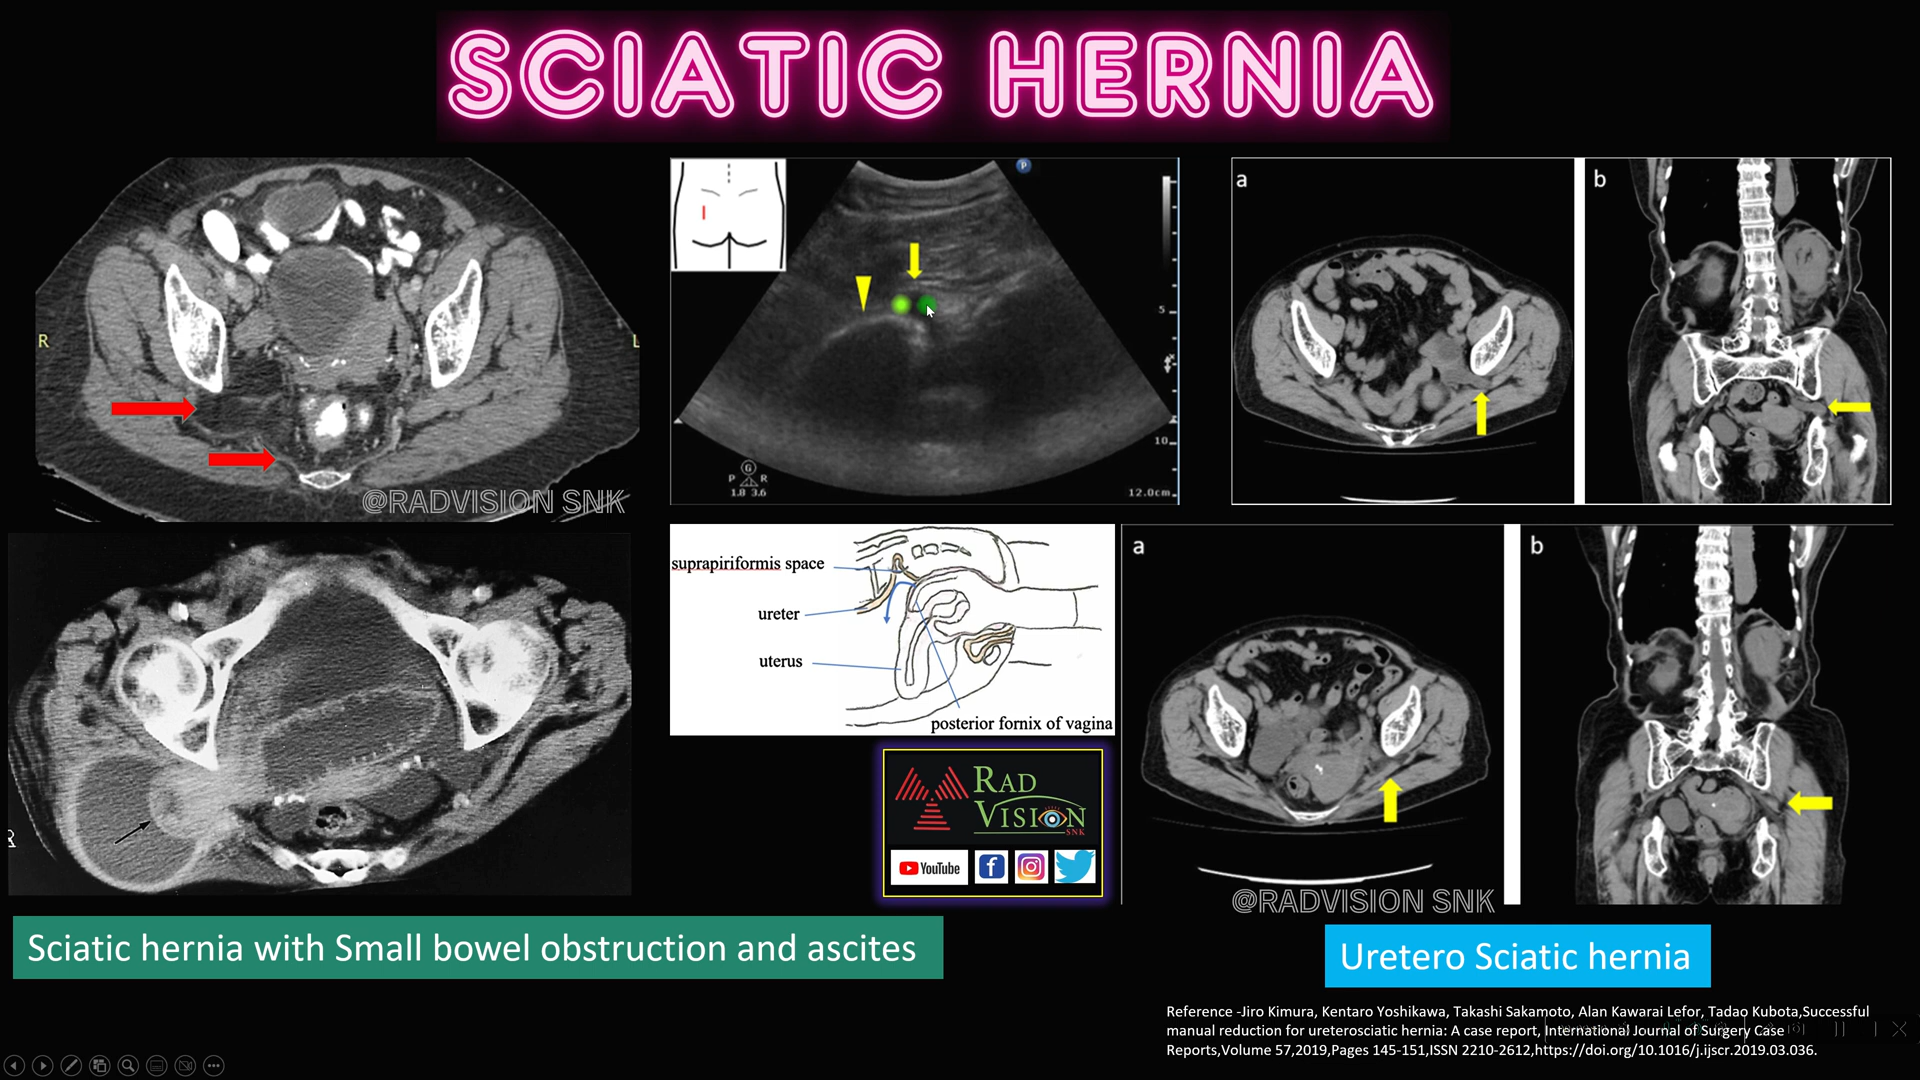 SCIATIC HERNIA
R
L
@RADVISION SNK
P
5
10
G
P R
1.8 3.6
12.0cm
a
b
suprapiriformis space
ureter
uterus
posterior fornix of vagina
RAD
VISION
SNK
YouTube
a
b
@RADVISION SNK
R
Sciatic hernia with Small bowel obstruction and ascites
Uretero Sciatic hernia
Reference -Jiro Kimura, Kentaro Yoshikawa, Takashi Sakamoto, Alan Kawarai Lefor, Tadao Kubota,Successful
manual reduction for ureterosciatic hernia: A case report, International Journal of Surgery Case
Reports,Volume 57,2019,Pages 145-151,ISSN 2210-2612,https://doi.org/10.1016/j.ijscr.2019.03.036.